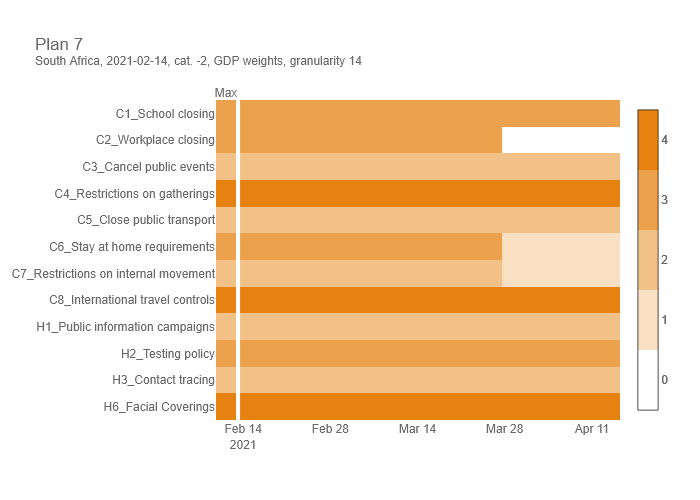 Plan 7
South Africa, 2021-02-14, cat. -2, GDP weights, granularity 14
Max
C1_School closing
C2_Workplace closing
C3_Cancel public events
C4_Restrictions on gatherings
C5_Close public transport
C6_Stay at home requirements
C7_Restrictions on internal movement
C8_International travel controls
H1_Public information campaigns
H2_Testing policy
H3_Contact tracing
H6_Facial Coverings
Feb 14 Feb 28 Mar 14 Mar 28 Apr 11
2021
4
3
2
1
0